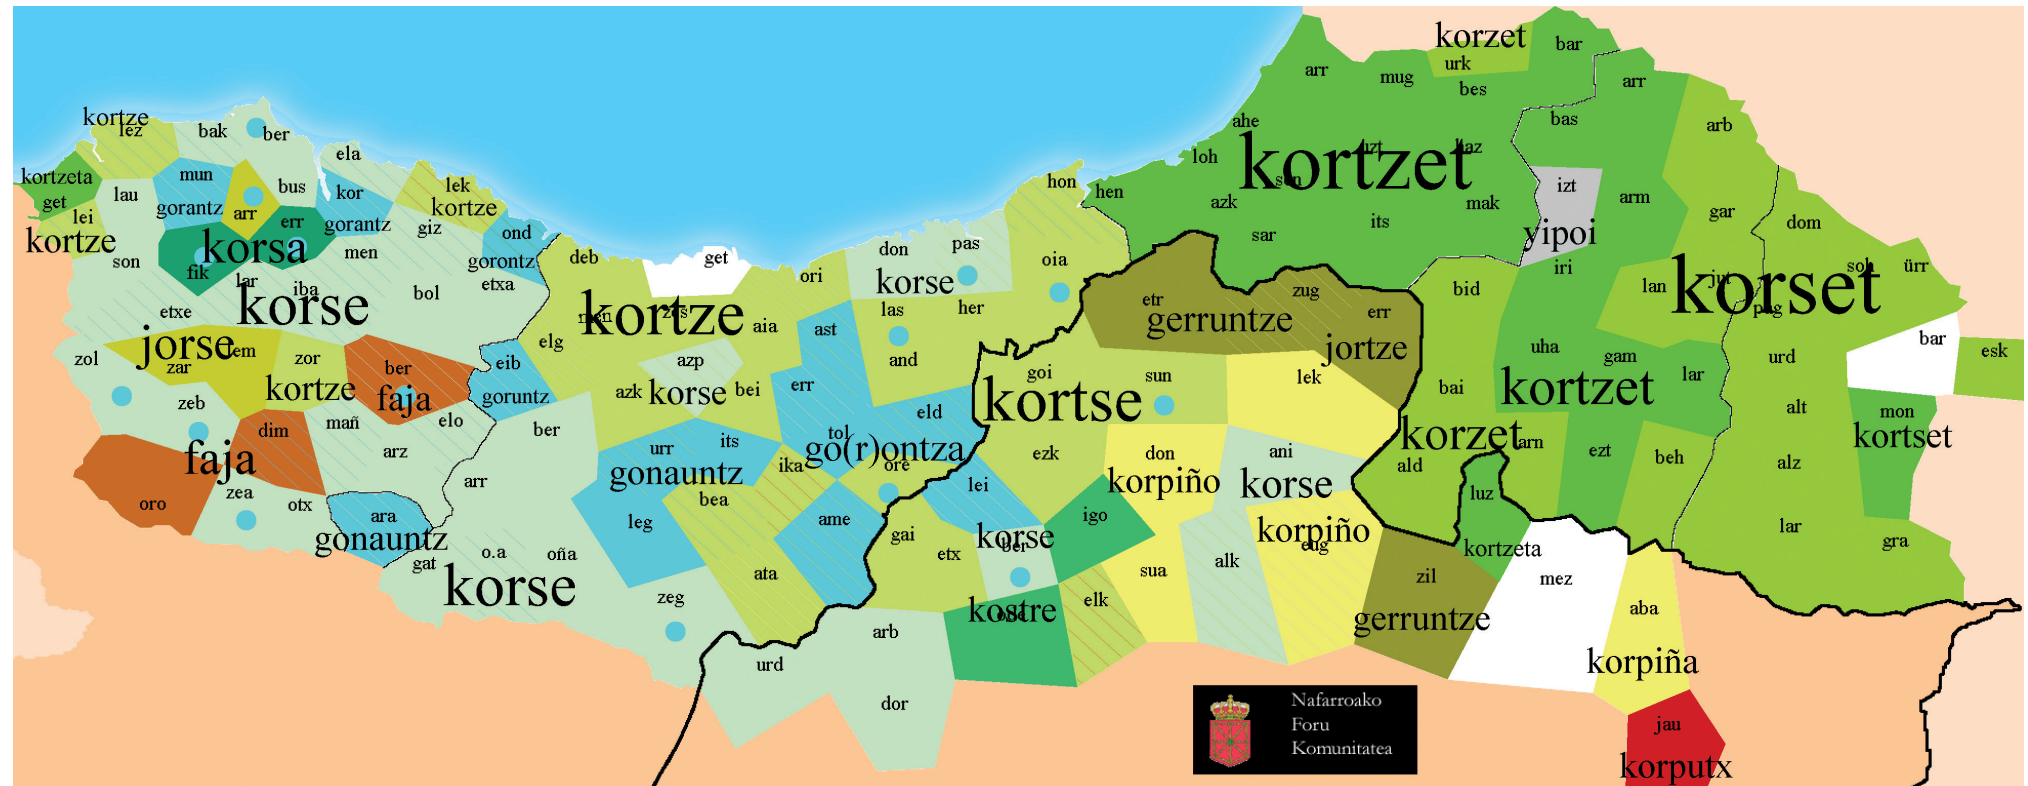 korzet
bar
urk
arr
mug
arr
bes
kortze
lez
bak
ber
ahe
bas
arb
uzt
ela
loh
kortzet
mun
kortzeta
lau
bus
kor
lek
hon
hen
izt
get
gorantz
arr
kortze
azk
mak
arm
gar
lei
err
gorantz
giz
its
dom
kortze
korsa
ond
sar
yipoi
son
men
don
pas
fik
gorontz
deb
get
oia
iri
korset
soh
ürr
lar
etxa
ori
korse
jut
iba
bol
lan
bid
zug
korse
etr
etxe
kortze
las
her
err
gerruntze
aia
ast
jorse
elg
jortze
uha
urd
bar
esk
zol
zor
eib
azp
and
gam
zar
ber
goi
sun
lek
lar
kortze
azk
korse
bei
err
bai
kortzet
faja
goruntz
kortse
zeb
eld
alt
mon
dim
mañ
elo
ber
tol
korzet
kortset
arn
its
go(r)ontza
faja
arz
urr
ezk
don
ani
ezt
beh
gonauntz
ika
ore
ald
alz
arr
lei
korpiño
korse
zea
bea
luz
oro
otx
ara
leg
ame
igo
korpiño
lar
gonauntz
gai
korse
gra
o.a
oña
etx
ber
eug
kortzeta
gat
alk
korse
ata
sua
zil
mez
zeg
elk
kostre
aba
gerruntze
arb
urd
korpiña
dor
jau
korputx
Nafarroako
Foru
Komunitatea